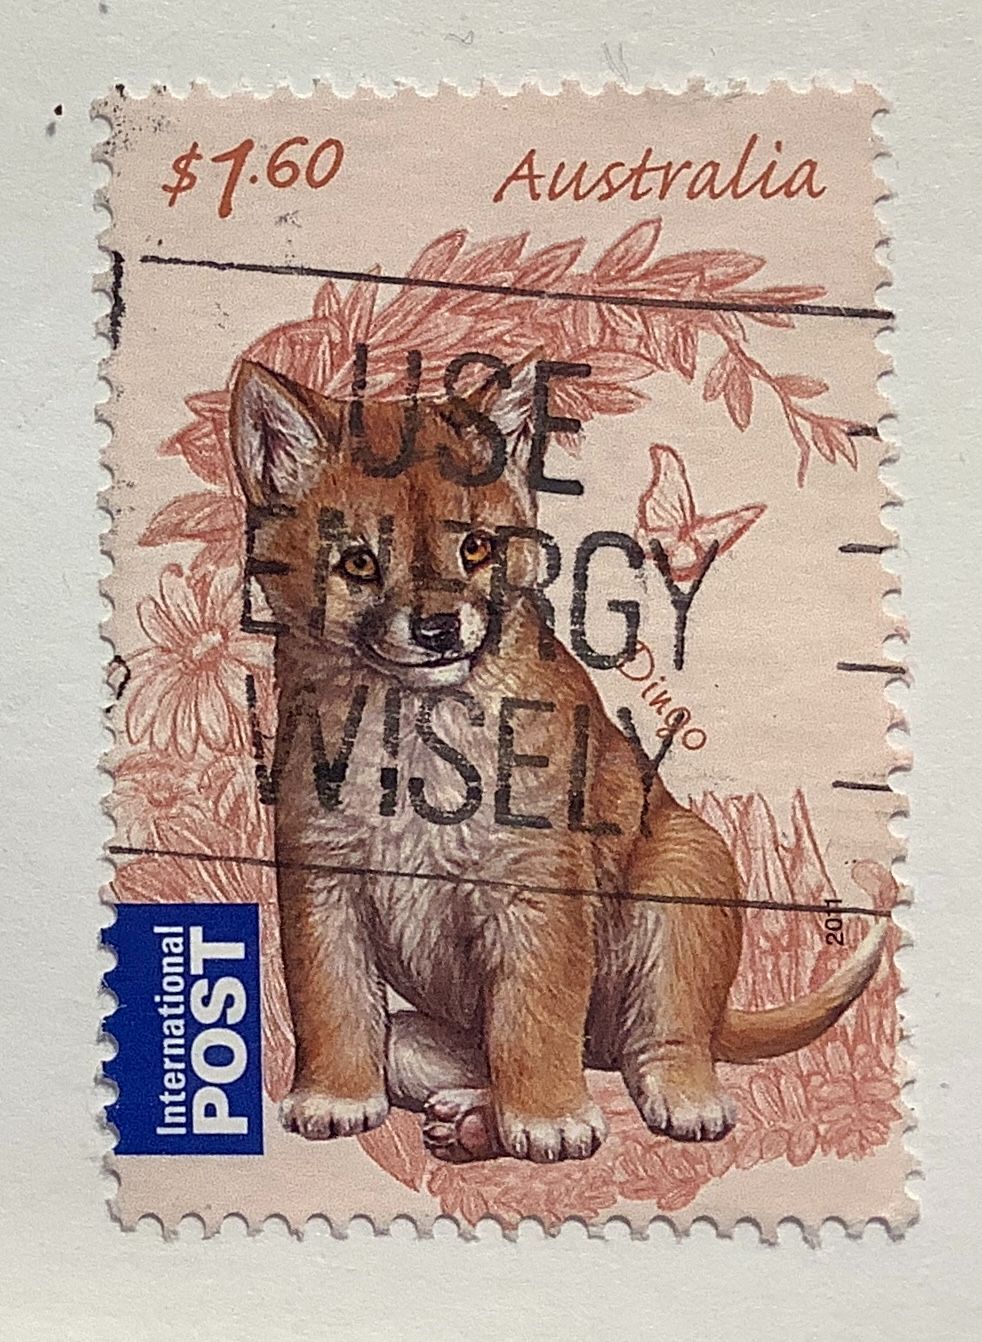 $1.60
Australia
USE
ENERGY
WISELY
Dingo
2011
International
POST